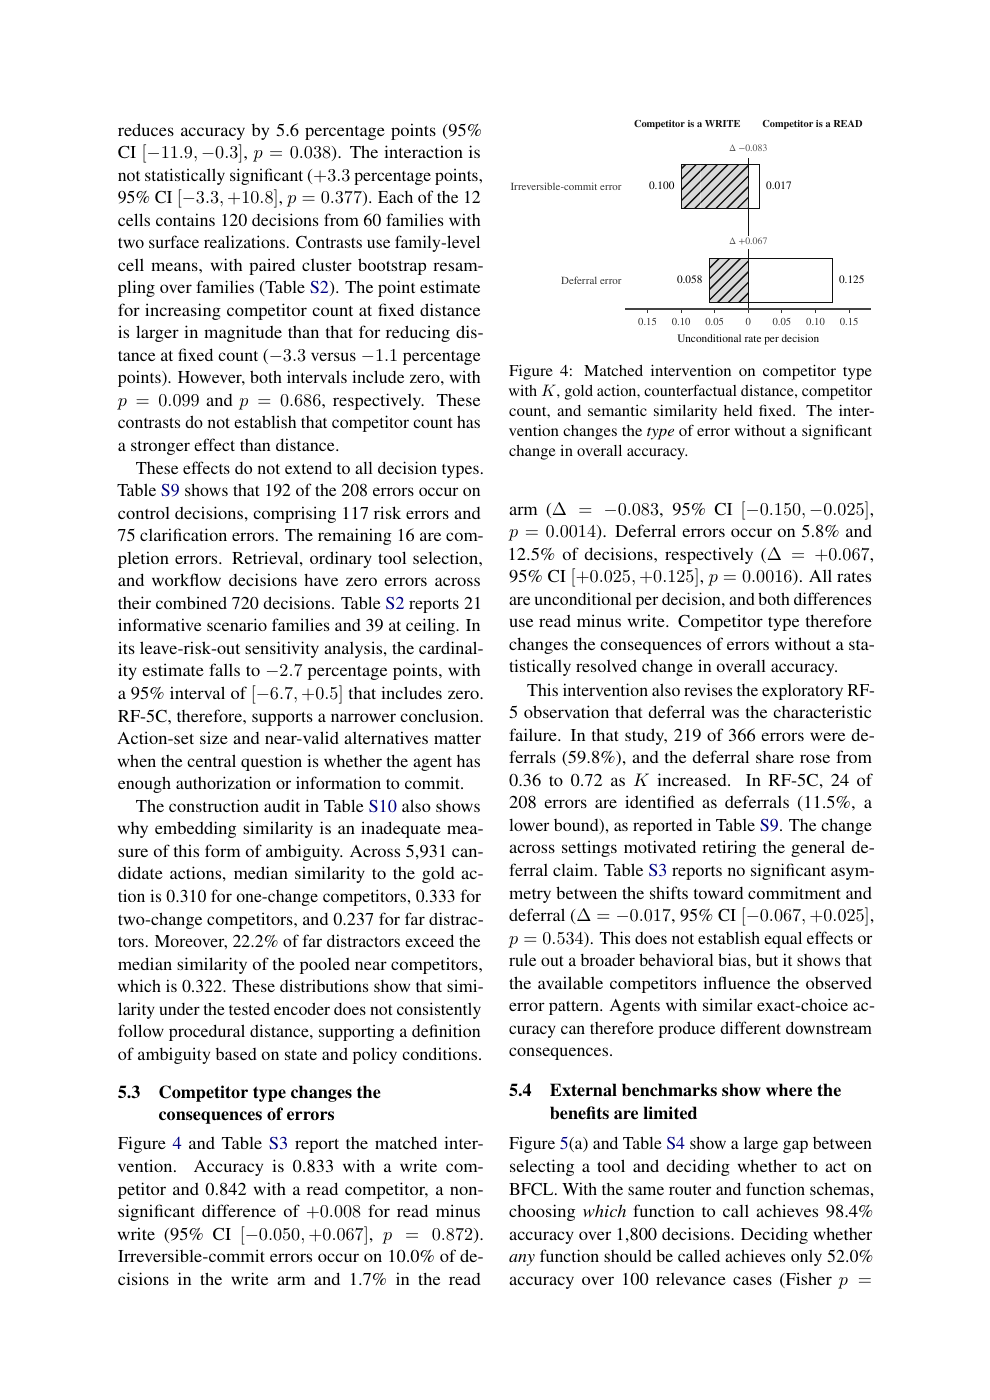 reduces accuracy by 5.6 percentage points (95%
CI [−11.9, −0.3], p = 0.038). The interaction is
not statistically significant (+3.3 percentage points,
95% CI [−3.3, +10.8], p = 0.377). Each of the 12
cells contains 120 decisions from 60 families with
two surface realizations. Contrasts use family-level
cell means, with paired cluster bootstrap resam-
pling over families (Table S2). The point estimate
for increasing competitor count at fixed distance
is larger in magnitude than that for reducing dis-
tance at fixed count (−3.3 versus −1.1 percentage
points). However, both intervals include zero, with
p = 0.099 and p = 0.686, respectively. These
contrasts do not establish that competitor count has
a stronger effect than distance.
These effects do not extend to all decision types.
Table S9 shows that 192 of the 208 errors occur on
control decisions, comprising 117 risk errors and
75 clarification errors. The remaining 16 are com-
pletion errors. Retrieval, ordinary tool selection,
and workflow decisions have zero errors across
their combined 720 decisions. Table S2 reports 21
informative scenario families and 39 at ceiling. In
its leave-risk-out sensitivity analysis, the cardinal-
ity estimate falls to −2.7 percentage points, with
a 95% interval of [−6.7, +0.5] that includes zero.
RF-5C, therefore, supports a narrower conclusion.
Action-set size and near-valid alternatives matter
when the central question is whether the agent has
enough authorization or information to commit.
The construction audit in Table S10 also shows
why embedding similarity is an inadequate mea-
sure of this form of ambiguity. Across 5,931 can-
didate actions, median similarity to the gold ac-
tion is 0.310 for one-change competitors, 0.333 for
two-change competitors, and 0.237 for far distrac-
tors. Moreover, 22.2% of far distractors exceed the
median similarity of the pooled near competitors,
which is 0.322. These distributions show that simi-
larity under the tested encoder does not consistently
follow procedural distance, supporting a definition
of ambiguity based on state and policy conditions.
5.3 Competitor type changes the
consequences of errors
Figure 4 and Table S3 report the matched inter-
vention. Accuracy is 0.833 with a write com-
petitor and 0.842 with a read competitor, a non-
significant difference of +0.008 for read minus
write (95% CI [−0.050, +0.067], p = 0.872).
Irreversible-commit errors occur on 10.0% of de-
cisions in the write arm and 1.7% in the read
Competitor is a WRITE Competitor is a READ
Δ −0.083
Irreversible-commit error 0.100 0.017
Δ +0.067
Deferral error 0.058 0.125
0.15 0.10 0.05 0 0.05 0.10 0.15
Unconditional rate per decision
Figure 4: Matched intervention on competitor type
with K, gold action, counterfactual distance, competitor
count, and semantic similarity held fixed. The inter-
vention changes the type of error without a significant
change in overall accuracy.
arm (Δ = −0.083, 95% CI [−0.150, −0.025],
p = 0.0014). Deferral errors occur on 5.8% and
12.5% of decisions, respectively (Δ = +0.067,
95% CI [+0.025, +0.125], p = 0.0016). All rates
are unconditional per decision, and both differences
use read minus write. Competitor type therefore
changes the consequences of errors without a sta-
tistically resolved change in overall accuracy.
This intervention also revises the exploratory RF-
5 observation that deferral was the characteristic
failure. In that study, 219 of 366 errors were de-
ferrals (59.8%), and the deferral share rose from
0.36 to 0.72 as K increased. In RF-5C, 24 of
208 errors are identified as deferrals (11.5%, a
lower bound), as reported in Table S9. The change
across settings motivated retiring the general de-
ferral claim. Table S3 reports no significant asym-
metry between the shifts toward commitment and
deferral (Δ = −0.017, 95% CI [−0.067, +0.025],
p = 0.534). This does not establish equal effects or
rule out a broader behavioral bias, but it shows that
the available competitors influence the observed
error pattern. Agents with similar exact-choice ac-
curacy can therefore produce different downstream
consequences.
5.4 External benchmarks show where the
benefits are limited
Figure 5(a) and Table S4 show a large gap between
selecting a tool and deciding whether to act on
BFCL. With the same router and function schemas,
choosing which function to call achieves 98.4%
accuracy over 1,800 decisions. Deciding whether
any function should be called achieves only 52.0%
accuracy over 100 relevance cases (Fisher p =